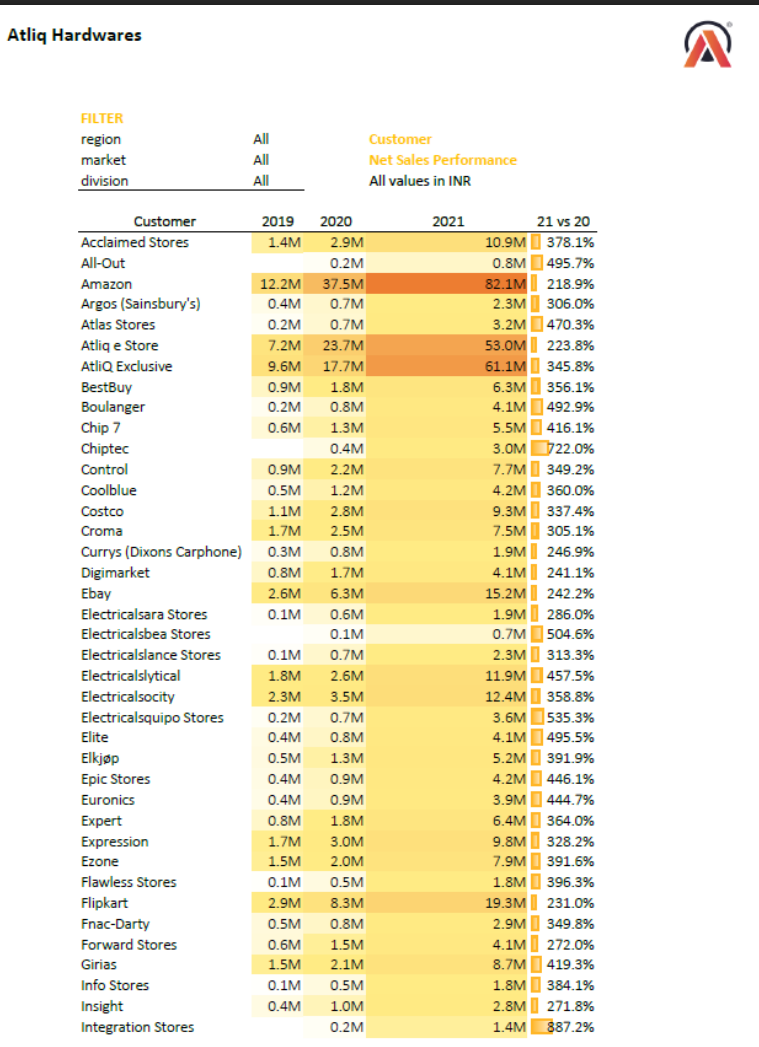 Atliq Hardwares
FILTER
region All Customer
market All Net Sales Performance
division All All values in INR
Customer 2019 2020 2021 21 vs 20
Acclaimed Stores 1.4M 2.9M 10.9M 378.1%
All-Out 0.2M 0.8M 495.7%
Amazon 12.2M 37.5M 82.1M 218.9%
Argos (Sainsbury's) 0.4M 0.7M 2.3M 306.0%
Atlas Stores 0.2M 0.7M 3.2M 470.3%
Atliq e Store 7.2M 23.7M 53.0M 223.8%
AtliQ Exclusive 9.6M 17.7M 61.1M 345.8%
BestBuy 0.9M 1.8M 6.3M 356.1%
Boulanger 0.2M 0.8M 4.1M 492.9%
Chip 7 0.6M 1.3M 5.5M 416.1%
Chiptec 0.4M 3.0M 722.0%
Control 0.9M 2.2M 7.7M 349.2%
Coolblue 0.5M 1.2M 4.2M 360.0%
Costco 1.1M 2.8M 9.3M 337.4%
Croma 1.7M 2.5M 7.5M 305.1%
Currys (Dixons Carphone) 0.3M 0.8M 1.9M 246.9%
Digimarket 0.8M 1.7M 4.1M 241.1%
Ebay 2.6M 6.3M 15.2M 242.2%
Electricalsara Stores 0.1M 0.6M 1.9M 286.0%
Electricalsbea Stores 0.1M 0.7M 504.6%
Electricalslance Stores 0.1M 0.7M 2.3M 313.3%
Electricalslytical 1.8M 2.6M 11.9M 457.5%
Electricalsocity 2.3M 3.5M 12.4M 358.8%
Electricalsquipo Stores 0.2M 0.7M 3.6M 535.3%
Elite 0.4M 0.8M 4.1M 495.5%
Elkjøp 0.5M 1.3M 5.2M 391.9%
Epic Stores 0.4M 0.9M 4.2M 446.1%
Euronics 0.4M 0.9M 3.9M 444.7%
Expert 0.8M 1.8M 6.4M 364.0%
Expression 1.7M 3.0M 9.8M 328.2%
Ezone 1.5M 2.0M 7.9M 391.6%
Flawless Stores 0.1M 0.5M 1.8M 396.3%
Flipkart 2.9M 8.3M 19.3M 231.0%
Fnac-Darty 0.5M 0.8M 2.9M 349.8%
Forward Stores 0.6M 1.5M 4.1M 272.0%
Girias 1.5M 2.1M 8.7M 419.3%
Info Stores 0.1M 0.5M 1.8M 384.1%
Insight 0.4M 1.0M 2.8M 271.8%
Integration Stores 0.2M 1.4M 887.2%